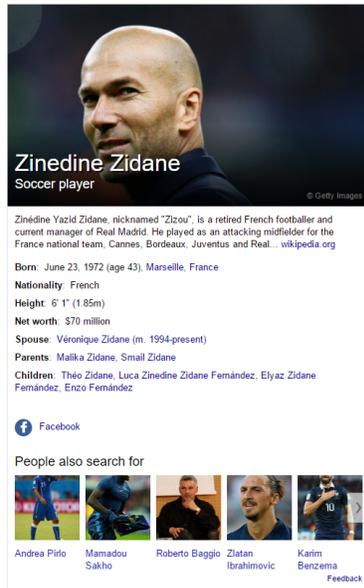 Zinedine Zidane
Soccer player
© Getty Images
Zinédine Yazid Zidane, nicknamed "Zizou", is a retired French footballer and
current manager of Real Madrid. He played as an attacking midfielder for the
France national team, Cannes, Bordeaux, Juventus and Real... wikipedia.org
Born: June 23, 1972 (age 43), Marseille, France
Nationality: French
Height: 6' 1" (1.85m)
Net worth: $70 million
Spouse: Véronique Zidane (m. 1994-present)
Parents: Malika Zidane, Smail Zidane
Children: Théo Zidane, Luca Zinedine Zidane Fernández, Elyaz Zidane
Fernández, Enzo Fernández
Facebook
People also search for
10
Andrea Pirlo
Mamadou
Sakho
Roberto Baggio
Zlatan
Ibrahimovic
Karim
Benzema
Feedback